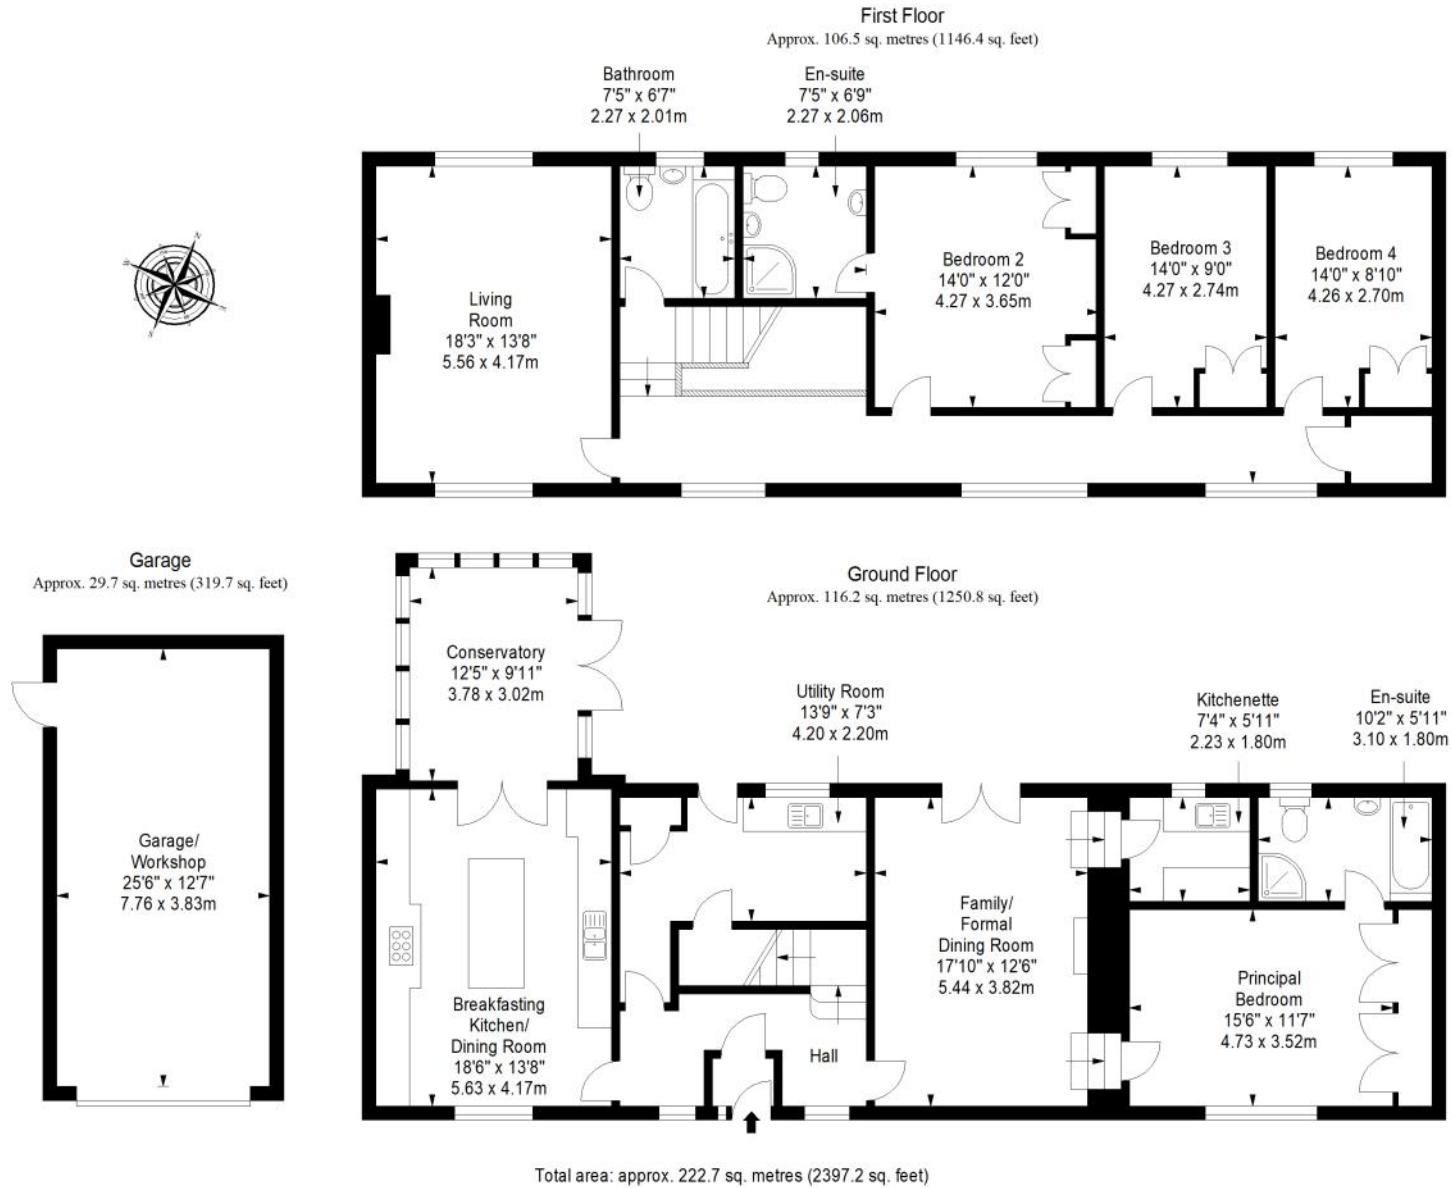 First Floor
Approx. 106.5 sq. metres (1146.4 sq. feet)
Bathroom
7'5" x 6'7"
2.27 x 2.01m
En-suite
7'5" x 6'9"
2.27 x 2.06m
Living
Room
18'3" x 13'8"
5.56 x 4.17m
Bedroom 2
14'0" x 12'0"
4.27 x 3.65m
Bedroom 3
14'0" x 9'0"
4.27 x 2.74m
Bedroom 4
14'0" x 8'10"
4.26 x 2.70m
N
S
Garage
Approx. 29.7 sq. metres (319.7 sq. feet)
Garage/
Workshop
25'6" x 12'7"
7.76 x 3.83m
Ground Floor
Approx. 116.2 sq. metres (1250.8 sq. feet)
Conservatory
12'5" x 9'11"
3.78 x 3.02m
Utility Room
13'9" x 7'3"
4.20 x 2.20m
Kitchenette
7'4" x 5'11"
2.23 x 1.80m
En-suite
10'2" x 5'11"
3.10 x 1.80m
Breakfasting
Kitchen/
Dining Room
18'6" x 13'8"
5.63 x 4.17m
Hall
Family/
Formal
Dining Room
17'10" x 12'6"
5.44 x 3.82m
Principal
Bedroom
15'6" x 11'7"
4.73 x 3.52m
Total area: approx. 222.7 sq. metres (2397.2 sq. feet)